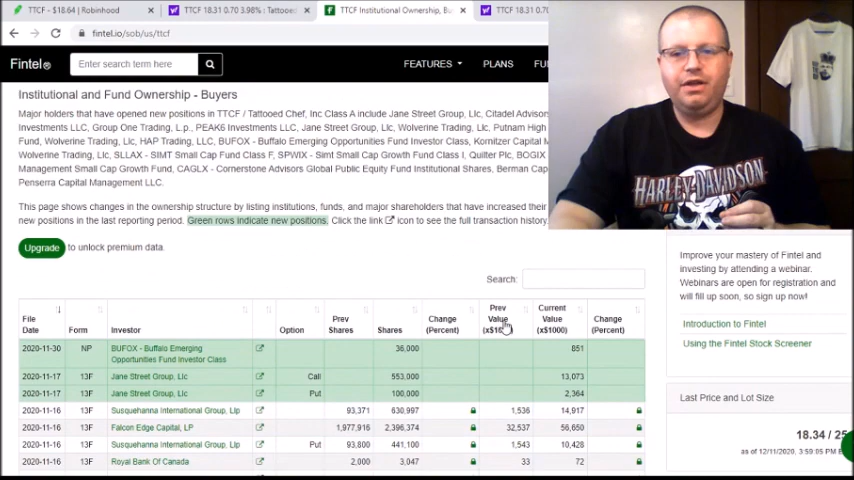 TTCF - $18.64 | Robinhood
TTCF 18.31 0.70 3.98% : Tattooed
TTCF Institutional Ownership, Bu
TTCF 18.31 0.70
fintel.io/sob/us/ttcf
Fintel®
Enter search term here
FEATURES
PLANS
Institutional and Fund Ownership - Buyers
Major holders that have opened new positions in TTCF / Tattooed Chef, Inc Class A include Jane Street Group, Llc, Citadel Advisors
Investments LLC, Group One Trading, L.p., PEAK6 Investments LLC, Jane Street Group, Llc, Wolverine Trading, Llc, Putnam High
Fund, Wolverine Trading, Llc, HAP Trading, LLC, BUFOX - Buffalo Emerging Opportunities Fund Investor Class, Kornitzer Capital M
Wolverine Trading, Llc, SLLAX - SIMT Small Cap Fund Class F, SPWIX - Simt Small Cap Growth Fund Class I, Quilter Plc, BOGIX
Management Small Cap Growth Fund, CAGLX - Cornerstone Advisors Global Public Equity Fund Institutional Shares, Berman Cap
Penserra Capital Management LLC.
This page shows changes in the ownership structure by listing institutions, funds, and major shareholders that have increased their
new positions in the last reporting period. Green rows indicate new positions. Click the link icon to see the full transaction history.
Upgrade to unlock premium data.
Search:
File Date Form Investor Option Prev Shares Shares Change (Percent) Prev Value Current Value (x$1000) Change (Percent)
2020-11-30 NP BUFOX - Buffalo Emerging Opportunities Fund Investor Class 36,000 851
2020-11-17 13F Jane Street Group, Llc Call 553,000 13,073
2020-11-17 13F Jane Street Group, Llc Put 100,000 2,364
2020-11-16 13F Susquehanna International Group, Llp 93,371 630,997 1,536 14,917
2020-11-16 13F Falcon Edge Capital, LP 1,977,916 2,396,374 32,537 56,650
2020-11-16 13F Susquehanna International Group, Llp Put 93,800 441,100 1,543 10,428
2020-11-16 13F Royal Bank Of Canada 2,000 3,047 33 72
HARLEY-DAVIDSON
Improve your mastery of Fintel and
investing by attending a webinar.
Webinars are open for registration and
will fill up soon, so sign up now!
Introduction to Fintel
Using the Fintel Stock Screener
Last Price and Lot Size
18.34 / 25
as of 12/11/2020, 3:59:05 PM E